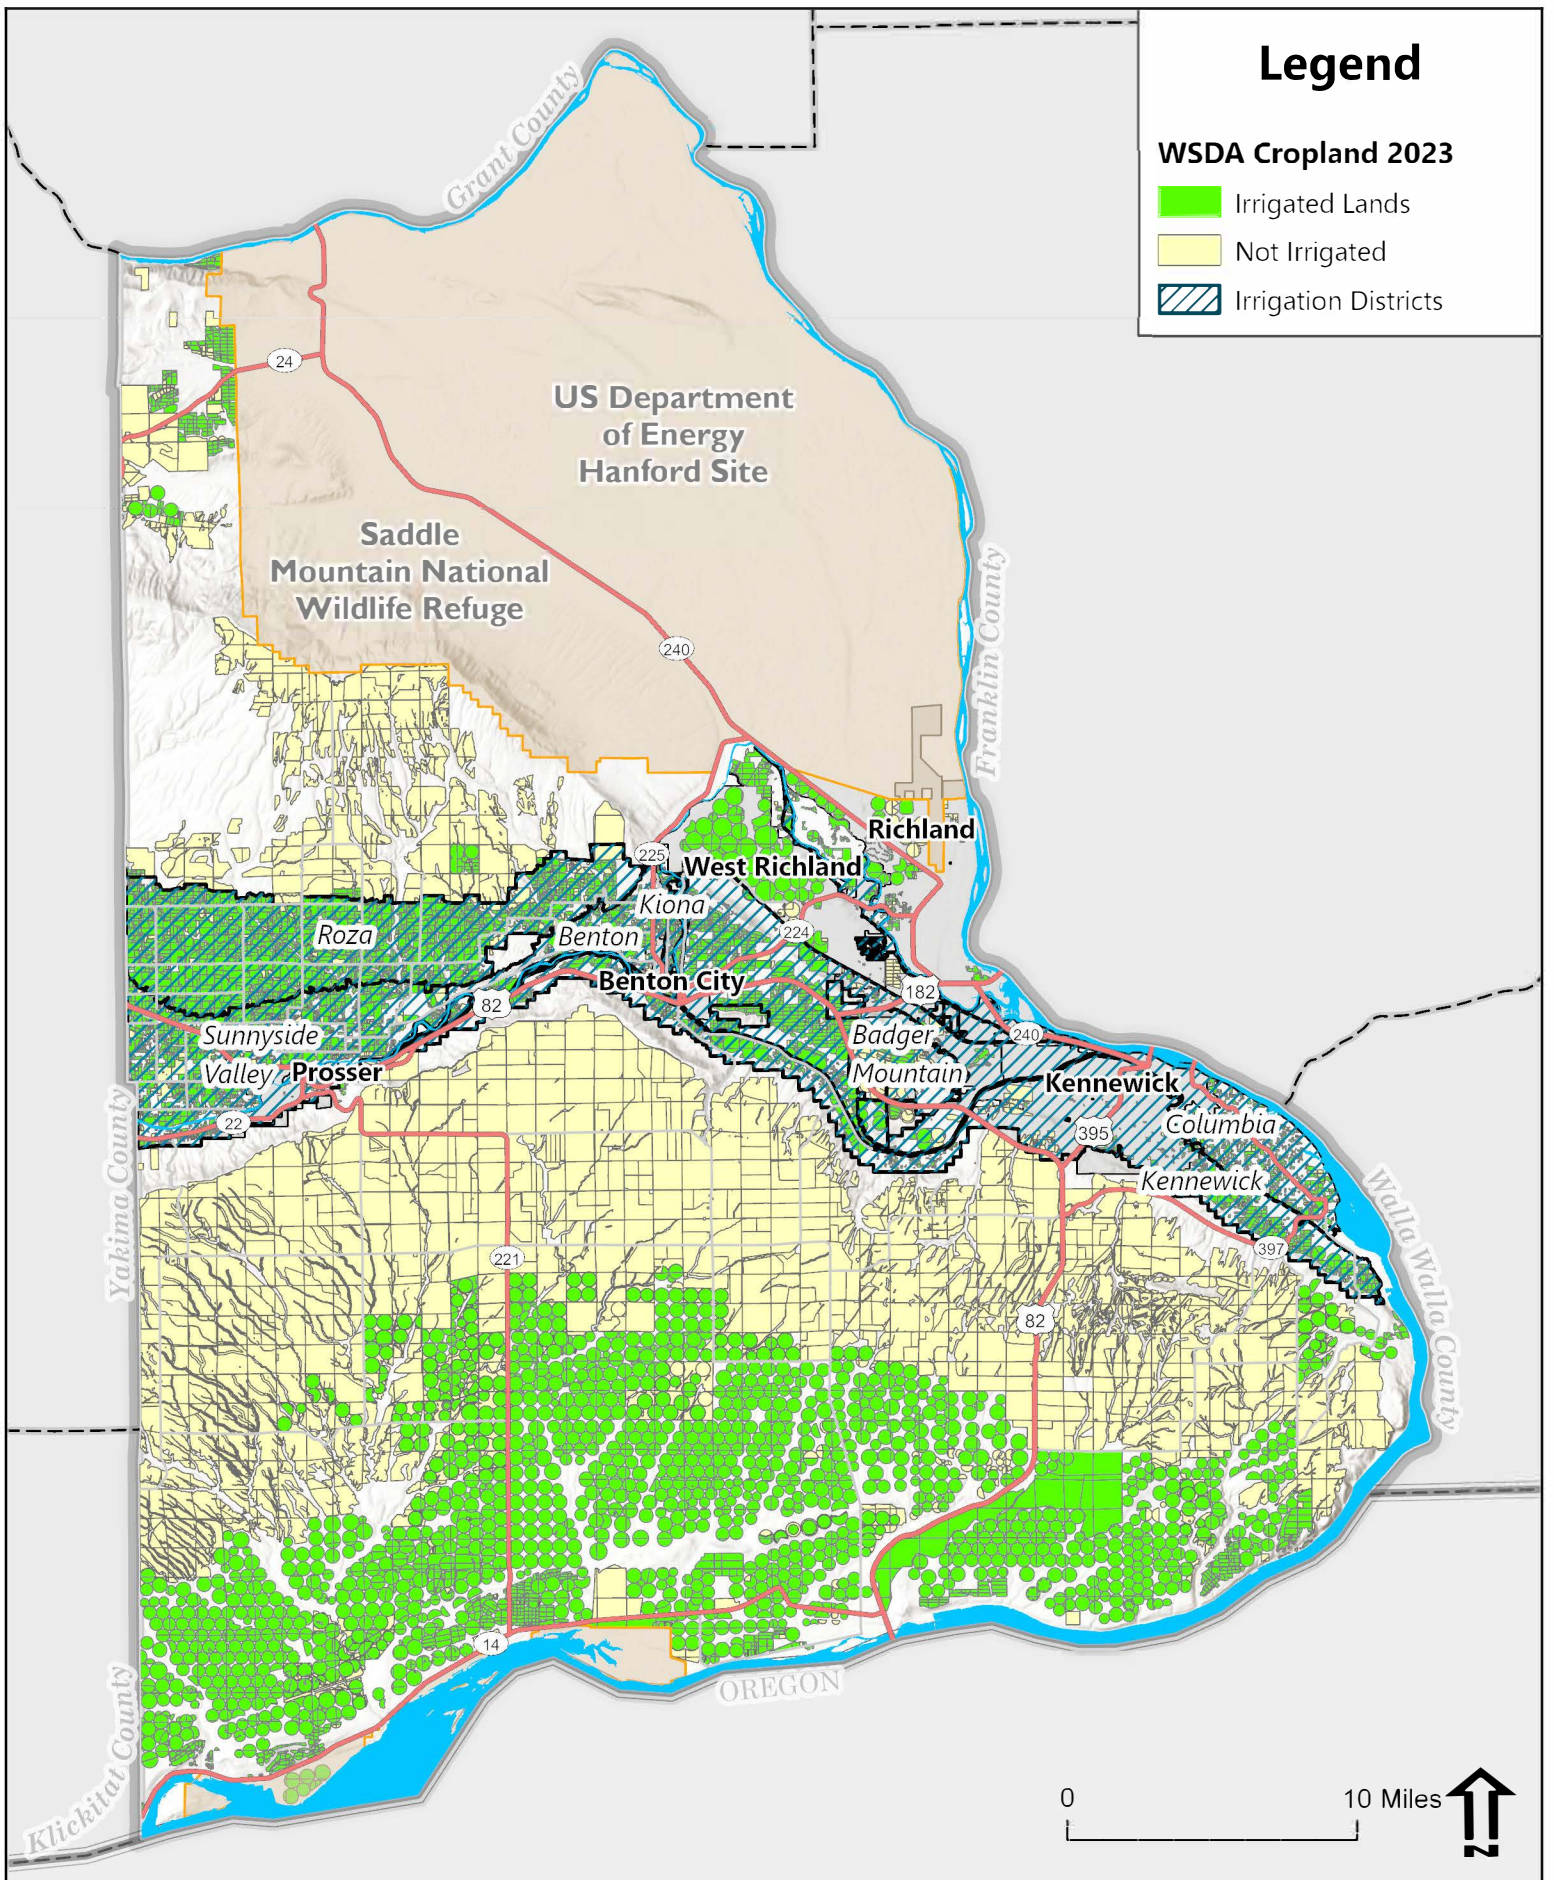 Legend
WSDA Cropland 2023
Irrigated Lands
Not Irrigated
Irrigation Districts
Grant County
24
US Department
of Energy
Hanford Site
Saddle
Mountain National
Wildlife Refuge
240
Franklin County
Richland
225
West Richland
Kiona
Roza
Benton
224
Benton City
82
182
Sunnyside
Valley
Prosser
Badger
Mountain
240
Kennewick
22
395
Columbia
Kennewick
Yakima County
Walla Walla County
221
397
82
14
OREGON
Klickitat County
0
10 Miles
N